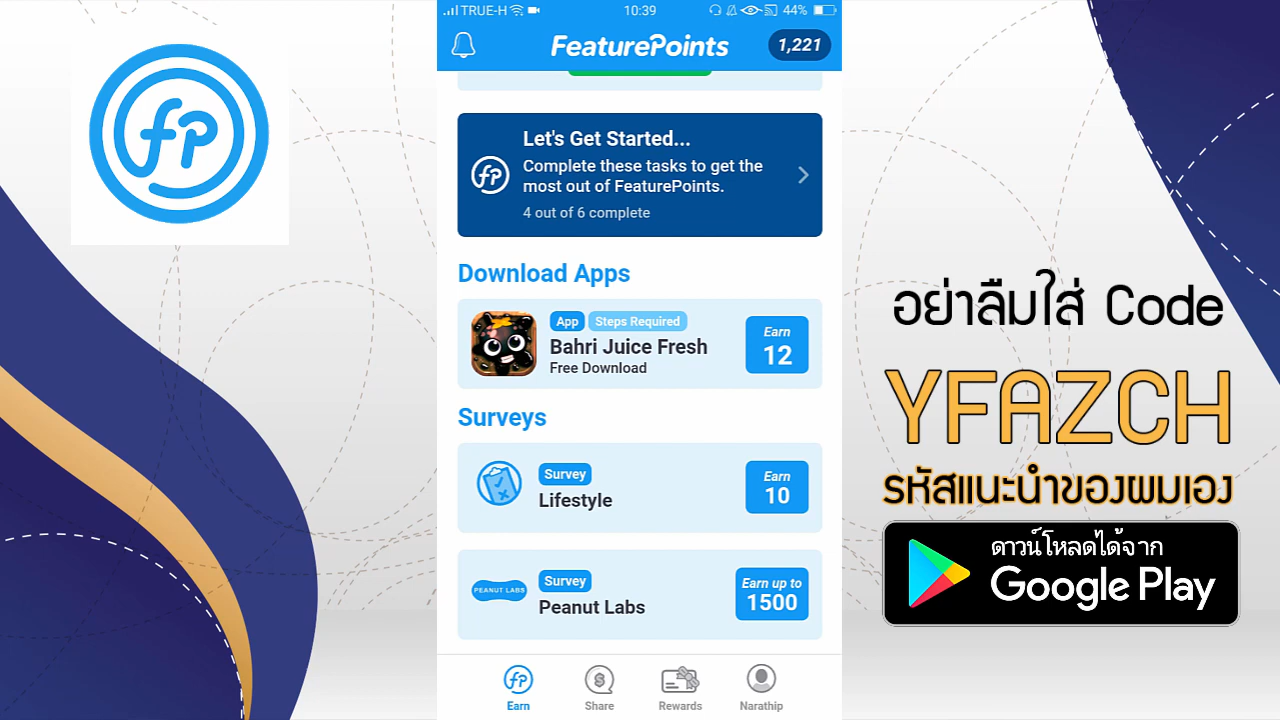 fp
TRUE-H
10:39
44%
FeaturePoints
1,221
Let's Get Started...
Complete these tasks to get the
most out of FeaturePoints.
fp
4 out of 6 complete
Download Apps
App Steps Required
Bahri Juice Fresh
Free Download
Earn
12
Surveys
Survey
Lifestyle
Earn
10
PEANUT LABS
Survey
Peanut Labs
Earn up to
1500
fp
Earn
Share
Rewards
Narathip
อย่าลืมใส่ Code
YFAZCH
รหัสแนะนำของผมเอง
ดาวน์โหลดได้จาก
Google Play